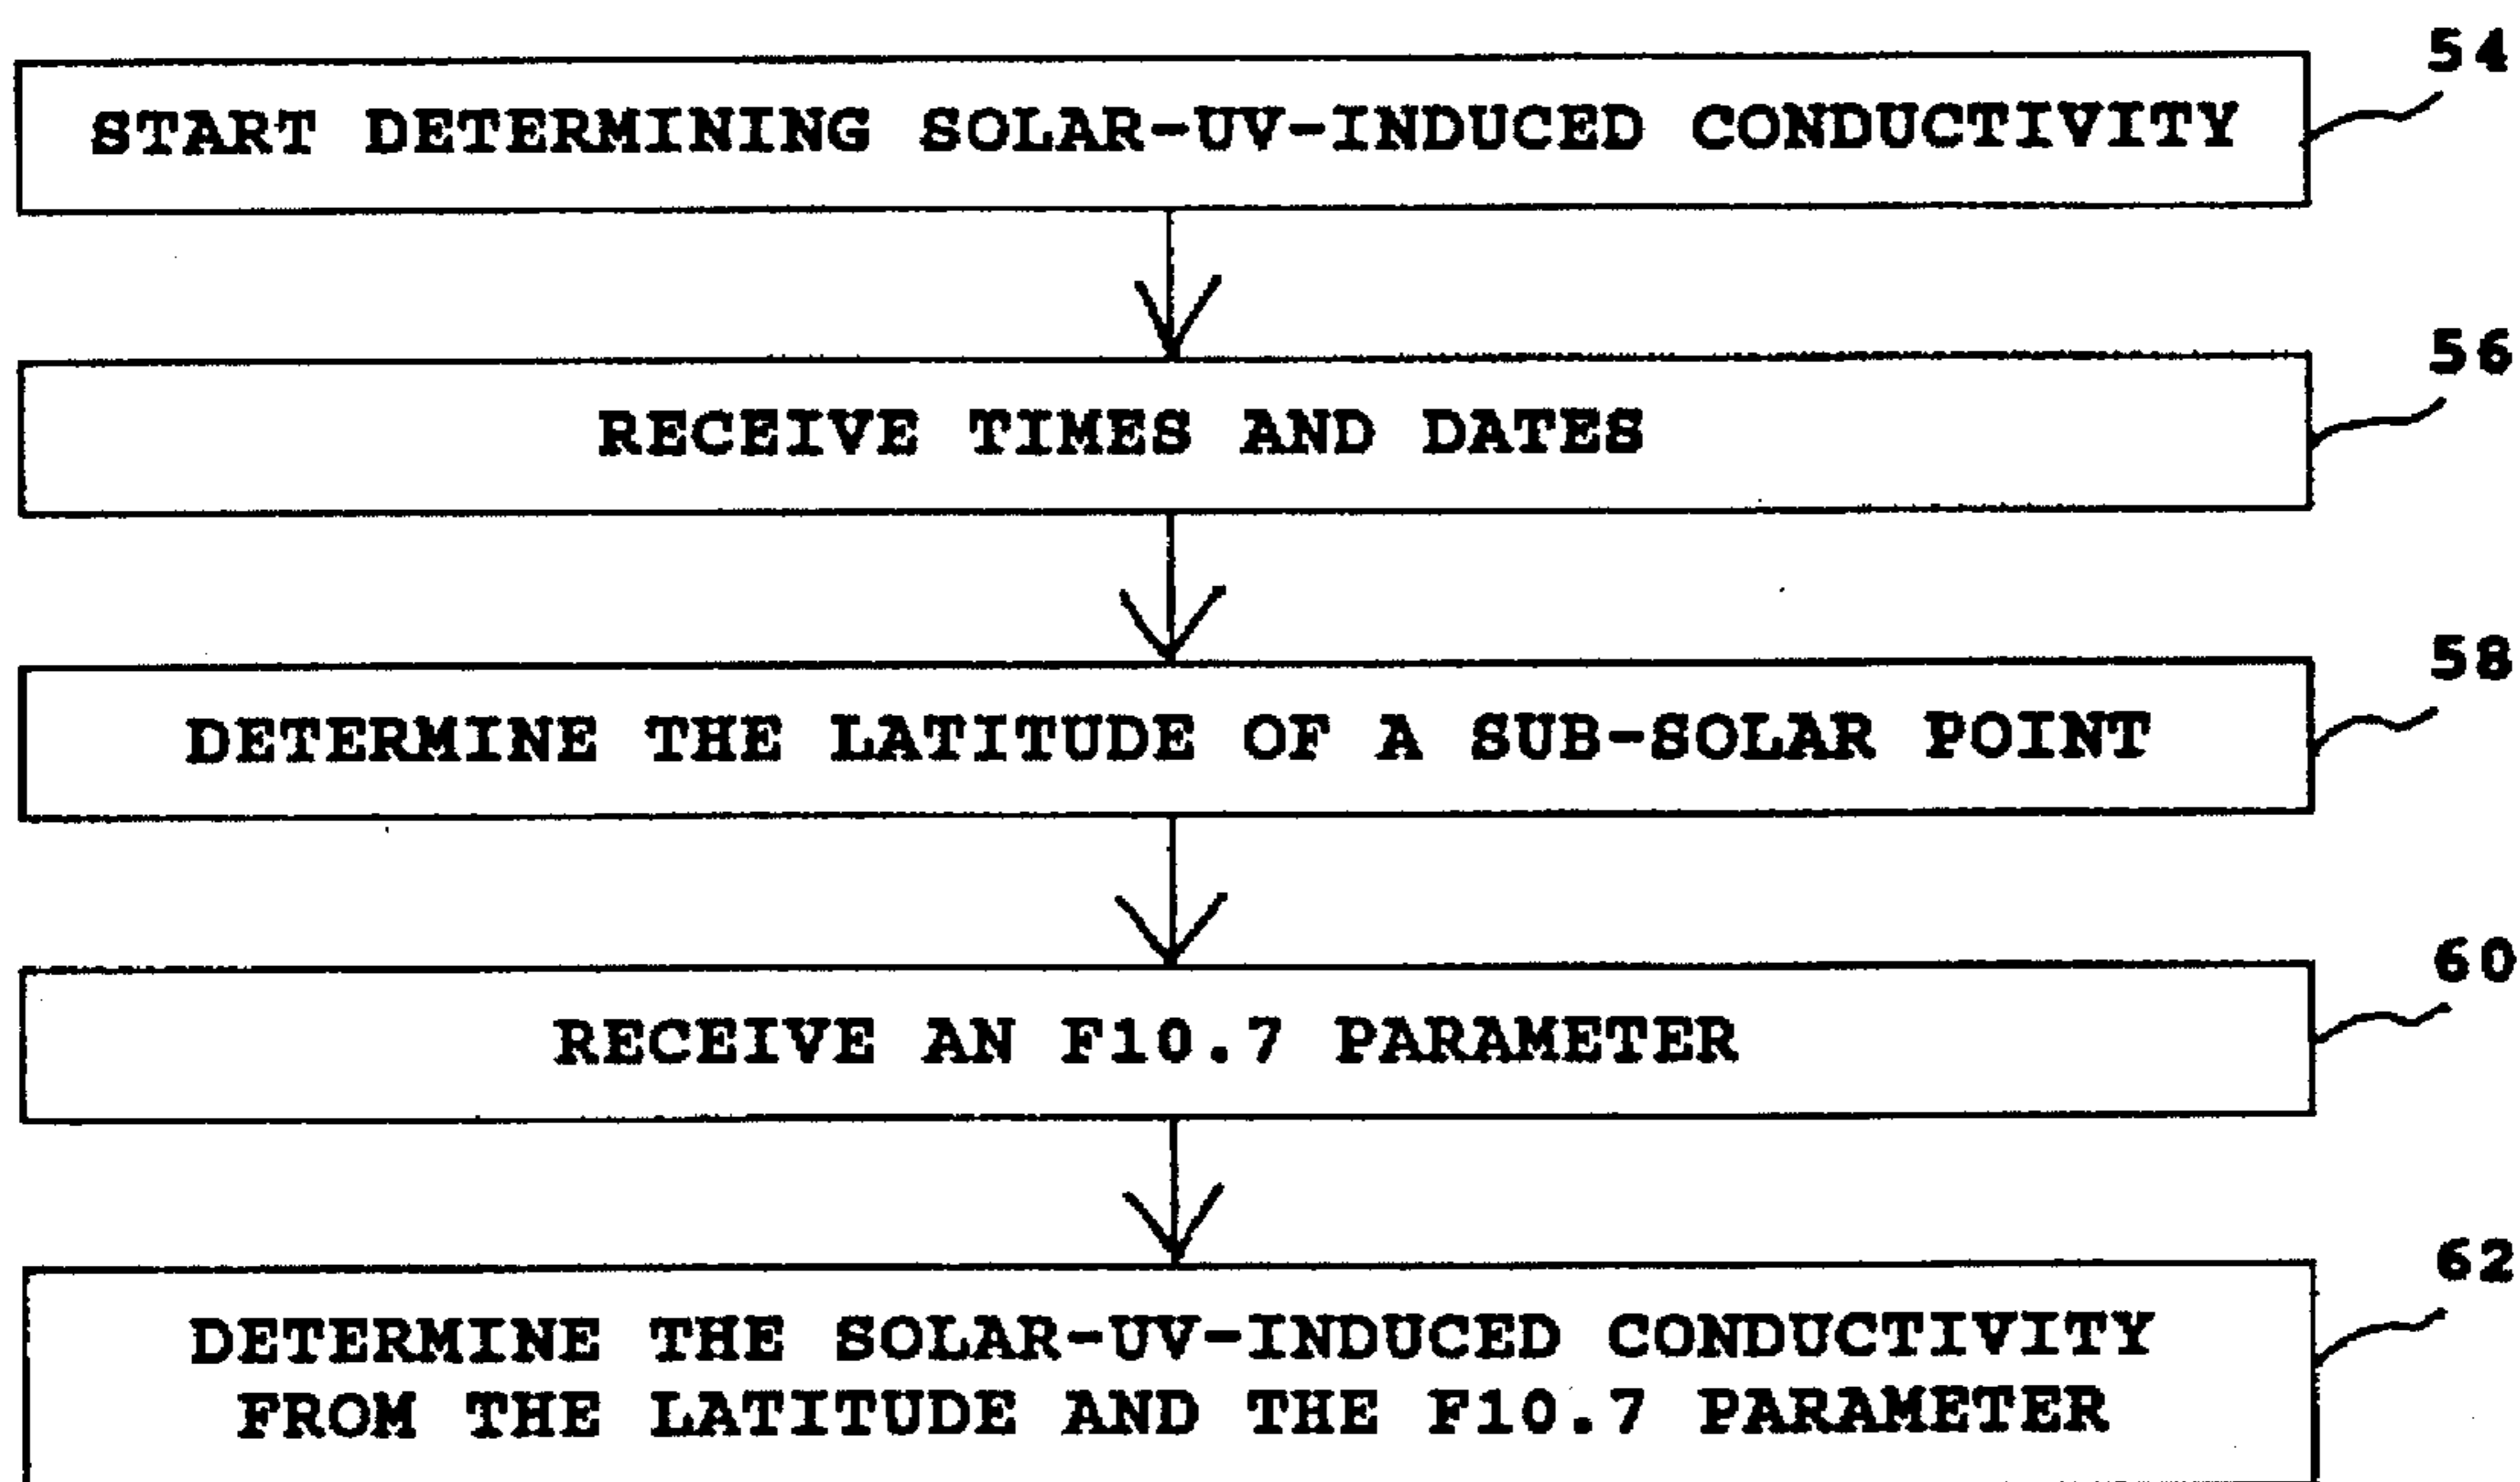 54
START DETERMINING SOLAR-UV-INDUCED CONDUCTIVITY
56
RECEIVE TIMES AND DATES
58
DETERMINE THE LATITUDE OF A SUB-SOLAR POINT
60
RECEIVE AN F10.7 PARAMETER
62
DETERMINE THE SOLAR-UV-INDUCED CONDUCTIVITY
FROM THE LATITUDE AND THE F10.7 PARAMETER